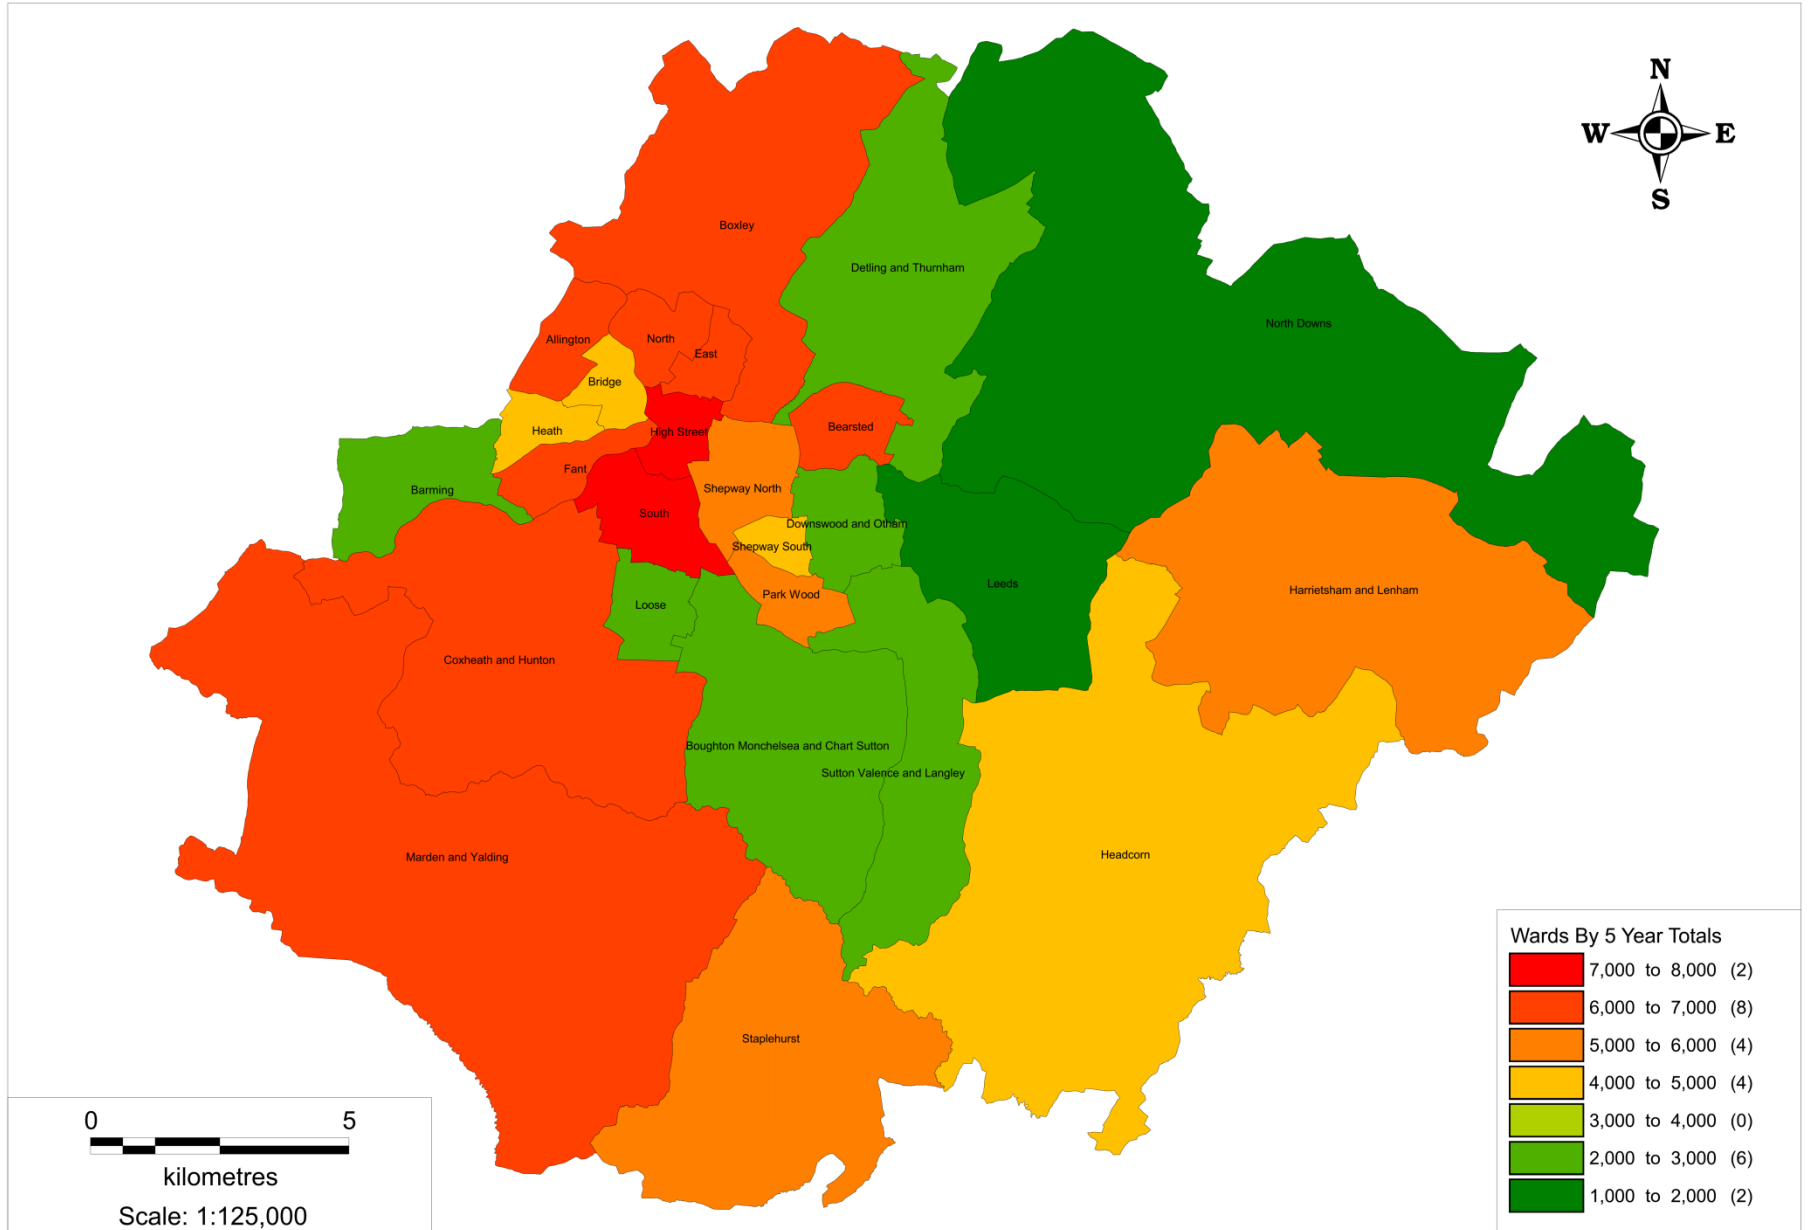 N
W E
S
Boxley
Detling and Thurnham
North Downs
Allington
North
East
Bridge
Bearsted
Heath
High Street
Fant
Barming
Shepway North
South
Downswood and Otham
Shepway South
Leeds
Harrietsham and Lenham
Park Wood
Loose
Coxheath and Hunton
Boughton Monchelsea and Chart Sutton
Sutton Valence and Langley
Headcorn
Marden and Yalding
Staplehurst
Wards By 5 Year Totals
7,000 to 8,000 (2)
6,000 to 7,000 (8)
5,000 to 6,000 (4)
4,000 to 5,000 (4)
3,000 to 4,000 (0)
2,000 to 3,000 (6)
1,000 to 2,000 (2)
0 5
kilometres
Scale: 1:125,000